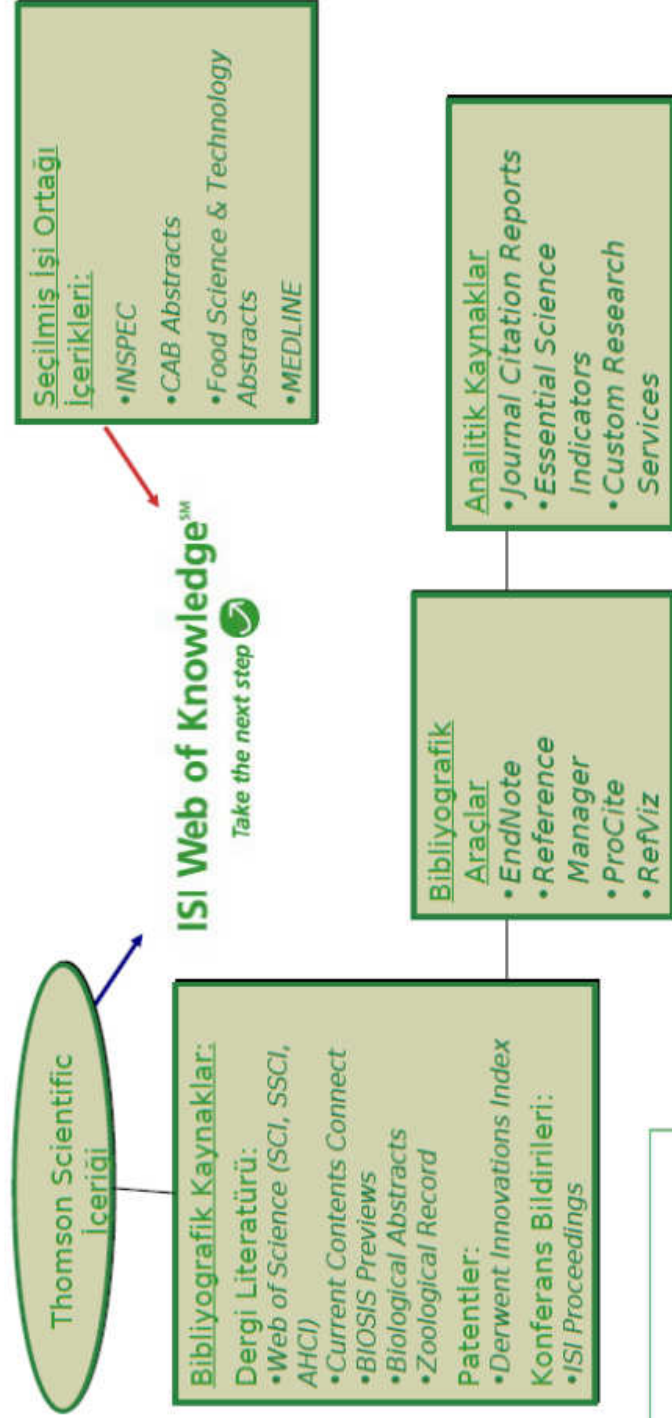 Thomson Scientific
İçeriği
ISI Web of Knowledge℠
Take the next step
Seçilmiş İşi Ortağı
İçerikleri:
•INSPEC
•CAB Abstracts
•Food Science & Technology
Abstracts
•MEDLINE
Bibliyografik Kaynaklar:
Dergi Literatürü:
•Web of Science (SCI, SSCI,
AHCI)
•Current Contents Connect
•BIOSIS Previews
•Biological Abstracts
•Zoological Record
Patentler:
•Derwent Innovations Index
Konferans Bildirileri:
•ISI Proceedings
Bibliyografik
Araçlar
•EndNote
•Reference
Manager
•ProCite
•RefViz
Analitik Kaynaklar
•Journal Citation Reports
•Essential Science
Indicators
•Custom Research
Services